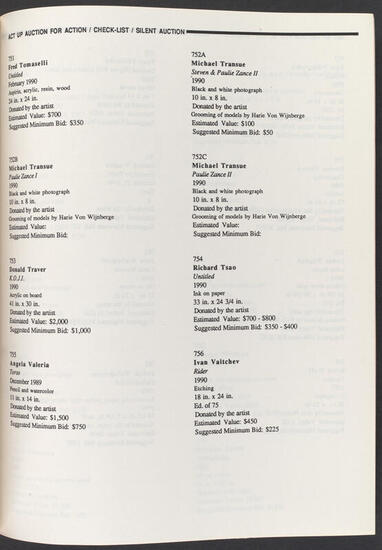 ACT UP AUCTION FOR ACTION / CHECK-LIST / SILENT AUCTION
751
Fred Tomaselli
Untitled
February 1990
Aspirin, acrylic, resin, wood
24 in. x 24 in.
Donated by the artist
Estimated Value: $700
Suggested Minimum Bid: $350
752A
Michael Transue
Steven & Paulie Zance II
1990
Black and white photograph
10 in. x 8 in.
Donated by the artist
Grooming of models by Harie Von Wijnberge
Estimated Value: $100
Suggested Minimum Bid: $50
752B
Michael Transue
Paulie Zance I
1990
Black and white photograph
10 in. x 8 in.
Donated by the artist
Grooming of models by Harie Von Wijnberge
Estimated Value:
Suggested Minimum Bid:
752C
Michael Transue
Paulie Zance II
1990
Black and white photograph
10 in. x 8 in.
Donated by the artist
Grooming of models by Harie Von Wijnberge
Estimated Value:
Suggested Minimum Bid:
753
Donald Traver
1990
Acrylic on board
41 in. x 30 in.
Donated by the artist
Estimated Value: $2,000
Suggested Minimum Bid: $1,000
754
Richard Tsao
Untitled
1990
Ink on paper
33 in. x 24 3/4 in.
Donated by the artist
Estimated Value: $700 - $800
Suggested Minimum Bid: $350 - $400
755
Angela Valeria
Torso
December 1989
Pencil and watercolor
11 in. x 14 in.
Donated by the artist
Estimated Value: $1,500
Suggested Minimum Bid: $750
756
Ivan Valtchev
Rider
1990
Etching
18 in. x 24 in.
Ed. of 75
Donated by the artist
Estimated Value: $450
Suggested Minimum Bid: $225